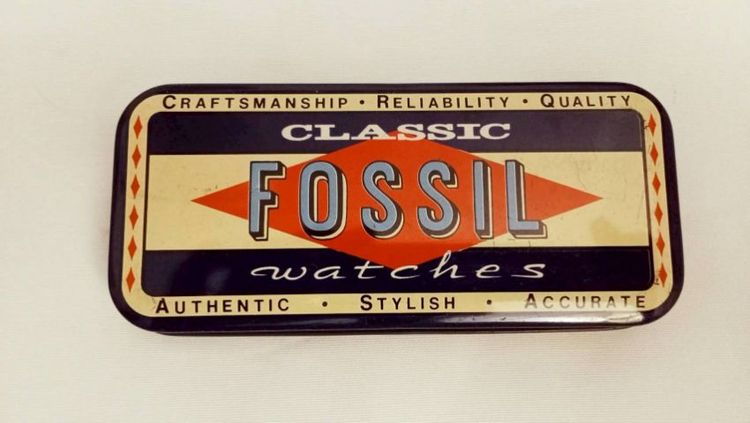 CRAFTSMANSHIP • RELIABILITY • QUALITY
CLASSIC
FOSSIL
watches
AUTHENTIC • STYLISH • ACCURATE